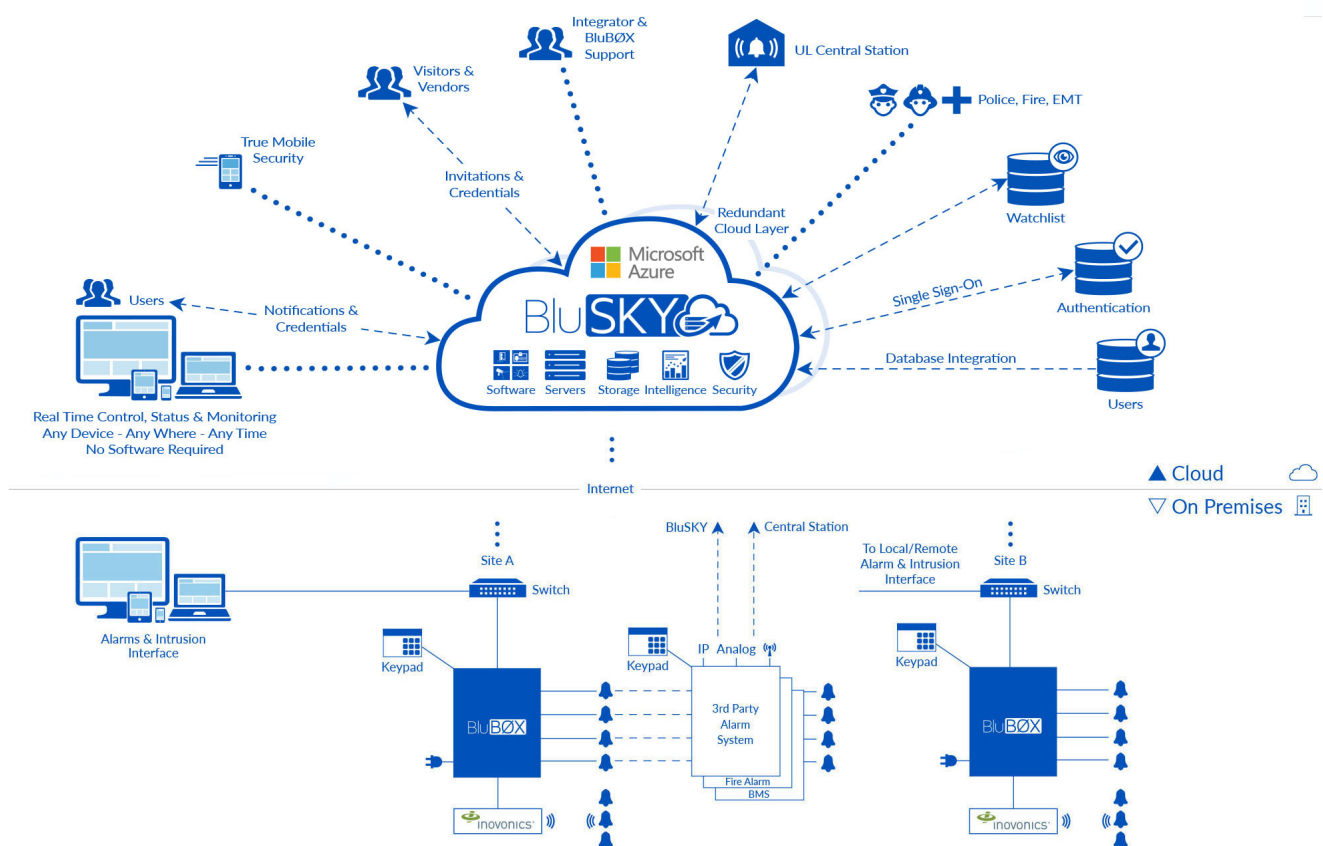 Integrator &
BluBØX
Support
UL Central Station
Visitors &
Vendors
Police, Fire, EMT
True Mobile
Security
Invitations &
Credentials
Redundant
Cloud Layer
Watchlist
Microsoft
Azure
BluSKY
Single Sign-On
Authentication
Users
Notifications &
Credentials
Database Integration
Software
Servers
Storage
Intelligence
Security
Users
Real Time Control, Status & Monitoring
Any Device - Any Where - Any Time
No Software Required
Cloud
Internet
On Premises
Site A
Switch
BluSKY
Central Station
To Local/Remote
Alarm & Intrusion
Interface
Site B
Switch
Alarms & Intrusion
Interface
Keypad
Keypad
IP
Analog
Keypad
BluBØX
3rd Party
Alarm
System
BluBØX
Fire Alarm
BMS
inovonics
inovonics